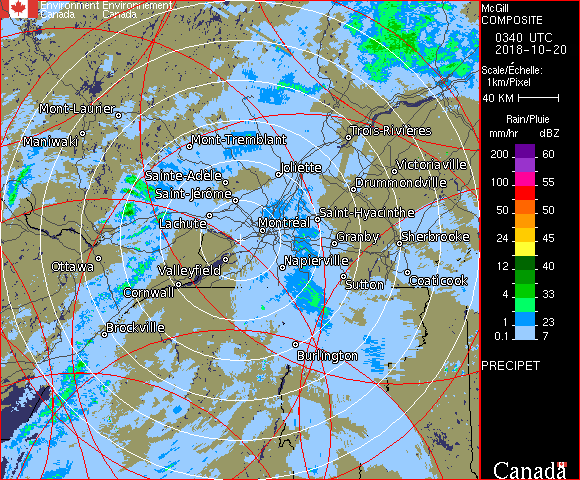 Environment Environnement
Canada Canada
McGill
COMPOSITE
0340 UTC
2018-10-20
Scale/Échelle:
1km/Pixel
40 KM
Rain/Pluie
mm/hr dBZ
200 60
100 55
50 50
24 45
12 40
4 33
1 23
0.1 7
PRECIPET
Canada
Mont-Laurier
Maniwaki
Mont-Tremblant
Trois-Rivières
Joliette
Victoriaville
Sainte-Adèle
Drummondville
Saint-Jérôme
Saint-Hyacinthe
Lachute
Montréal
Granby
Sherbrooke
Ottawa
Valleyfield
Napierville
Sutton
Coaticook
Cornwall
Brockville
Burlington